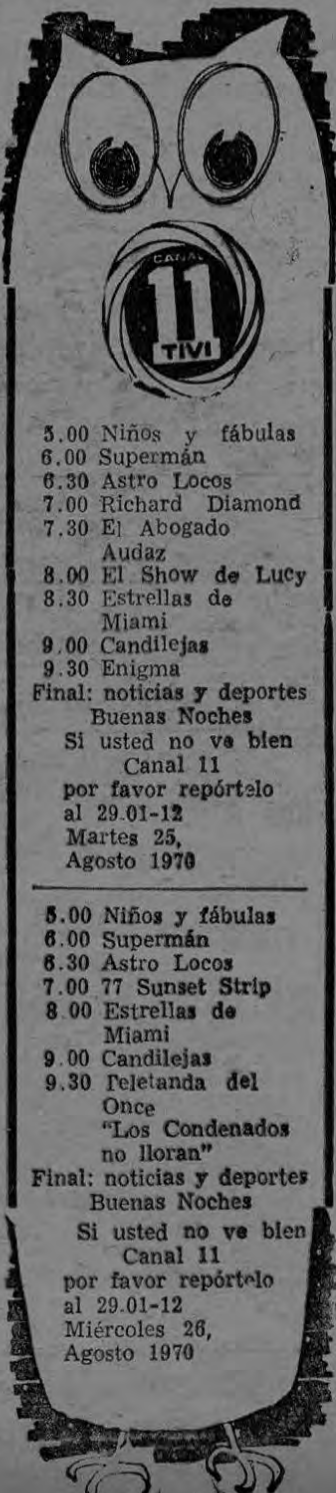 CANAL
11
TIVI
5.00 Niños y fábulas
6.00 Supermán
6.30 Astro Locos
7.00 Richard Diamond
7.30 El Abogado
Audaz
8.00 El Show de Lucy
8.30 Estrellas de
Miami
9.00 Candilejas
9.30 Enigma
Final: noticias y deportes
Buenas Noches
Si usted no ve bien
Canal 11
por favor repórtelo
al 29.01-12
Martes 25,
Agosto 1970
5.00 Niños y fábulas
6.00 Supermán
6.30 Astro Locos
7.00 77 Sunset Strip
8.00 Estrellas de
Miami
9.00 Candilejas
9.30 Teletanda del
Once
"Los Condenados
no lloran"
Final: noticias y deportes
Buenas Noches
Si usted no ve bien
Canal 11
por favor repórtelo
al 29.01-12
Miércoles 26,
Agosto 1970